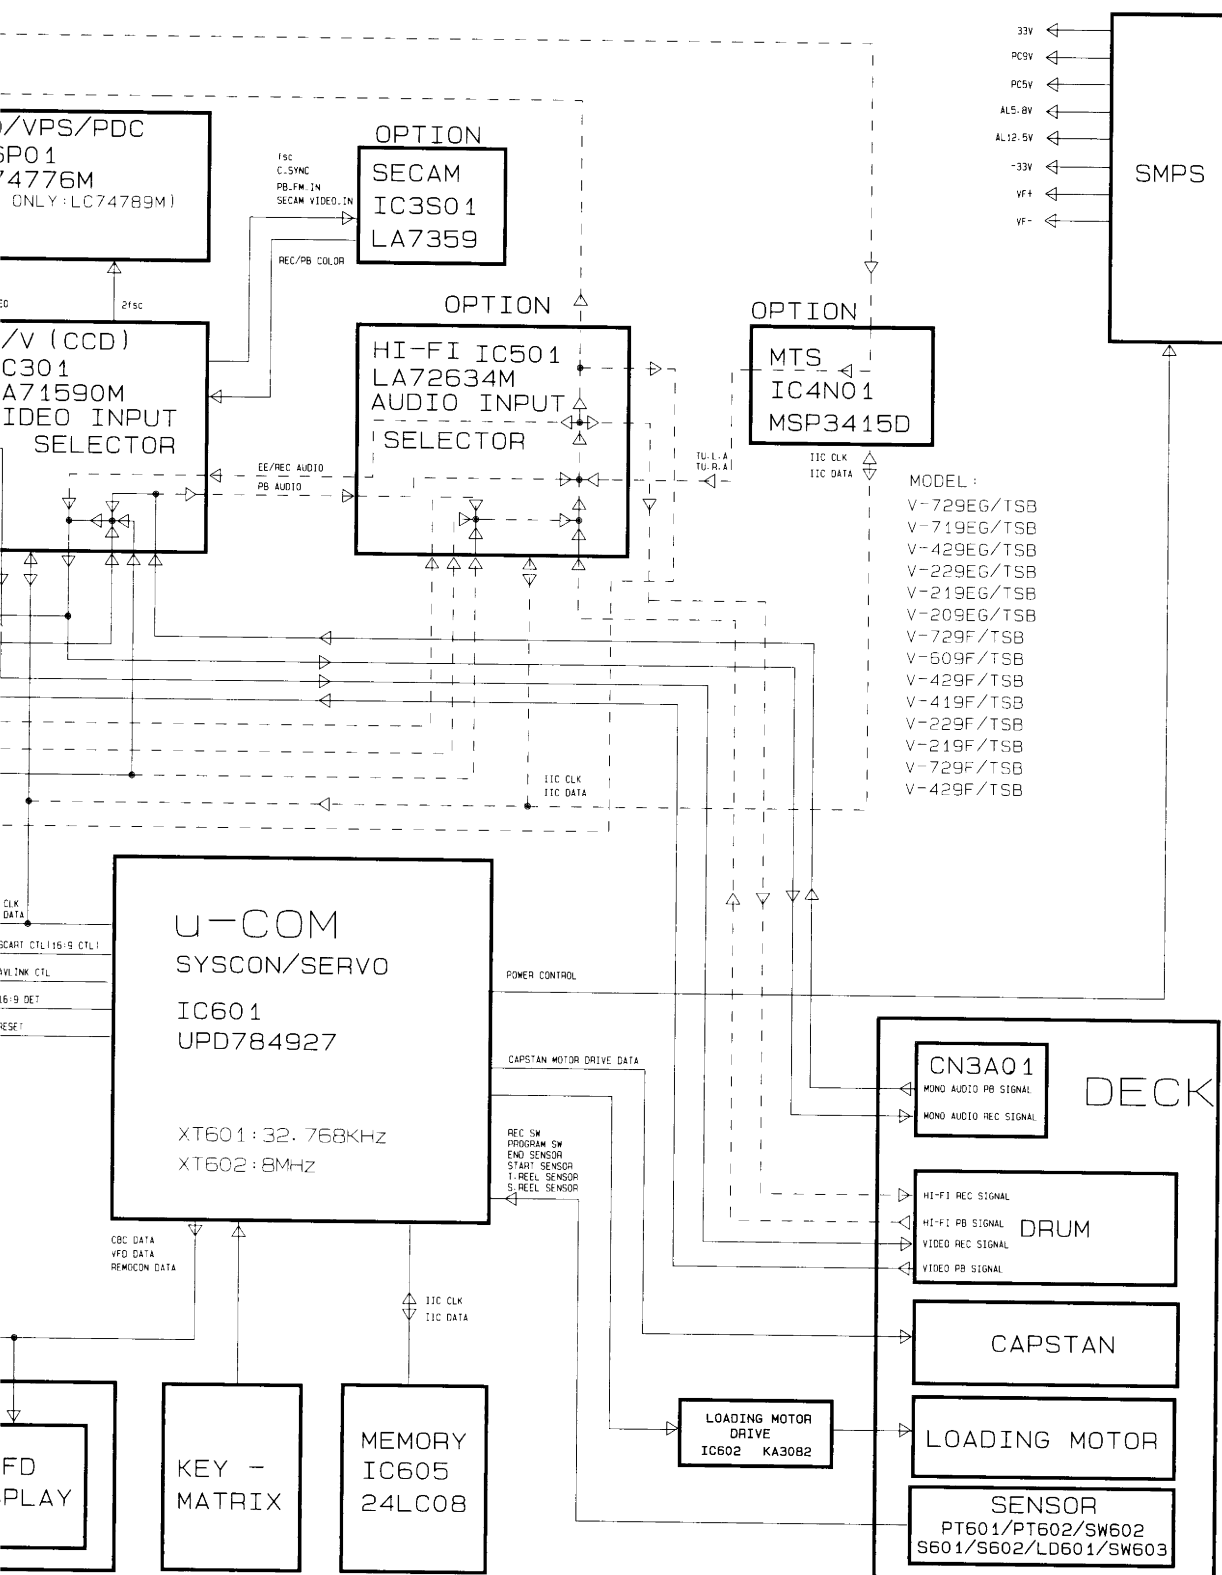 33V
PC9V
PC5V
AL5.8V
AL12.5V
-33V
VF+
VF-
SMPS
/VPS/PDC
74776M
ONLY:LC74789M)
OPTION
SECAM
IC3S01
LA7359
fsc
C.SYNC
PB.FM.IN
SECAM VIDEO.IN
REC/PB COLOR
2fsc
/V (CCD)
C301
A71590M
IDEO INPUT
SELECTOR
OPTION
HI-FI IC501
LA72634M
AUDIO INPUT
SELECTOR
EE/REC AUDIO
PB AUDIO
OPTION
MTS
IC4N01
MSP3415D
TU.L.A
TU.R.A
IIC CLK
IIC DATA
MODEL :
V-729EG/TSB
V-719EG/TSB
V-429EG/TSB
V-229EG/TSB
V-219EG/TSB
V-209EG/TSB
V-729F/TSB
V-609F/TSB
V-429F/TSB
V-419F/TSB
V-229F/TSB
V-219F/TSB
V-729F/TSB
V-429F/TSB
IIC CLK
IIC DATA
CLK
DATA
SCART CTL(16:9 CTL)
AVLINK CTL
16:9 DET
RESET
u-COM
SYSCON/SERVO
IC601
UPD784927
XT601:32.768KHz
XT602:8MHz
POWER CONTROL
CAPSTAN MOTOR DRIVE DATA
REC SW
PROGRAM SW
END SENSOR
START SENSOR
T.REEL SENSOR
S.REEL SENSOR
CBC DATA
VFD DATA
REMOCON DATA
IIC CLK
IIC DATA
DECK
CN3A01
MONO AUDIO PB SIGNAL
MONO AUDIO REC SIGNAL
HI-FI REC SIGNAL
HI-FI PB SIGNAL
DRUM
VIDEO REC SIGNAL
VIDEO PB SIGNAL
CAPSTAN
LOADING MOTOR
DRIVE
IC602 KA3082
LOADING MOTOR
SENSOR
PT601/PT602/SW602
S601/S602/LD601/SW603
FD
PLAY
KEY -
MATRIX
MEMORY
IC605
24LC08